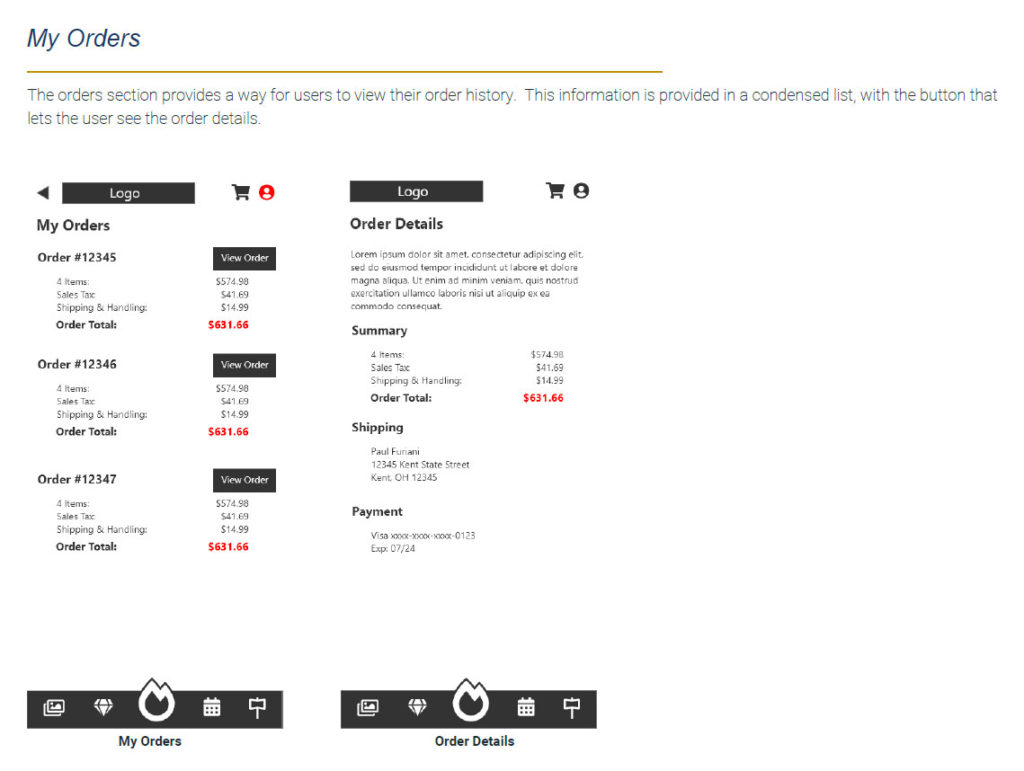 My Orders
The orders section provides a way for users to view their order history. This information is provided in a condensed list, with the button that
lets the user see the order details.
Logo
My Orders
Order #12345 View Order
4 Items: $574.98
Sales Tax: $41.69
Shipping & Handling: $14.99
Order Total: $631.66
Order #12346 View Order
4 Items: $574.98
Sales Tax: $41.69
Shipping & Handling: $14.99
Order Total: $631.66
Order #12347 View Order
4 Items: $574.98
Sales Tax: $41.69
Shipping & Handling: $14.99
Order Total: $631.66
My Orders
Logo
Order Details
Lorem ipsum dolor sit amet, consectetur adipiscing elit,
sed do eiusmod tempor incididunt ut labore et dolore
magna aliqua. Ut enim ad minim veniam, quis nostrud
exercitation ullamco laboris nisi ut aliquip ex ea
commodo consequat.
Summary
4 Items: $574.98
Sales Tax: $41.69
Shipping & Handling: $14.99
Order Total: $631.66
Shipping
Paul Furiani
12345 Kent State Street
Kent, OH 12345
Payment
Visa xxxx-xxxx-xxxx-0123
Exp: 07/24
Order Details